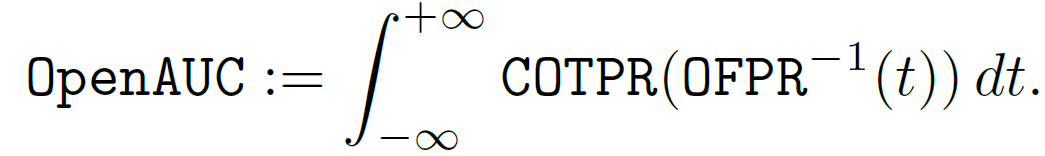 OpenAUC := ∫_{−∞}^{+∞} COTPR(OFPR⁻¹(t)) dt.